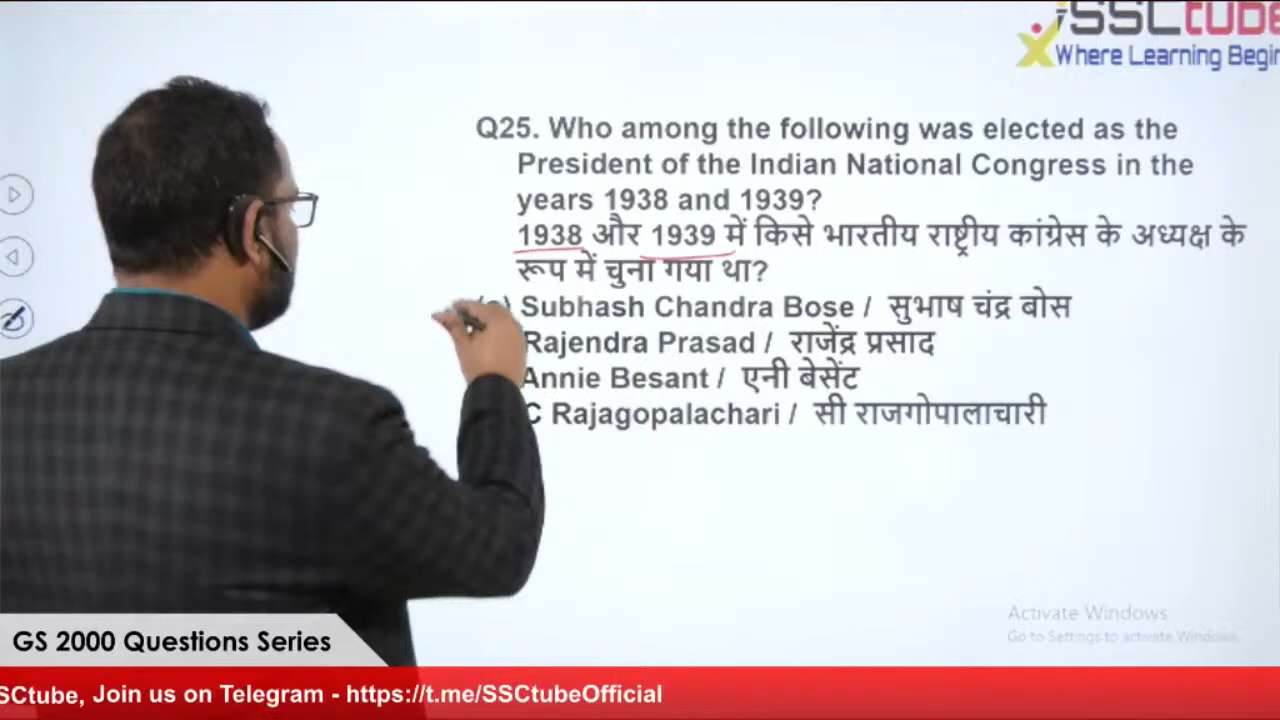 SSCtube
Where Learning Begin
Q25. Who among the following was elected as the
President of the Indian National Congress in the
years 1938 and 1939?
1938 और 1939 में किसे भारतीय राष्ट्रीय कांग्रेस के अध्यक्ष के
रूप में चुना गया था?
Subhash Chandra Bose / सुभाष चंद्र बोस
Rajendra Prasad / राजेंद्र प्रसाद
Annie Besant / एनी बेसेंट
C Rajagopalachari / सी राजगोपालाचारी
Activate Windows
Go to Settings to activate Windows.
GS 2000 Questions Series
SCtube, Join us on Telegram - https://t.me/SSCtubeOfficial